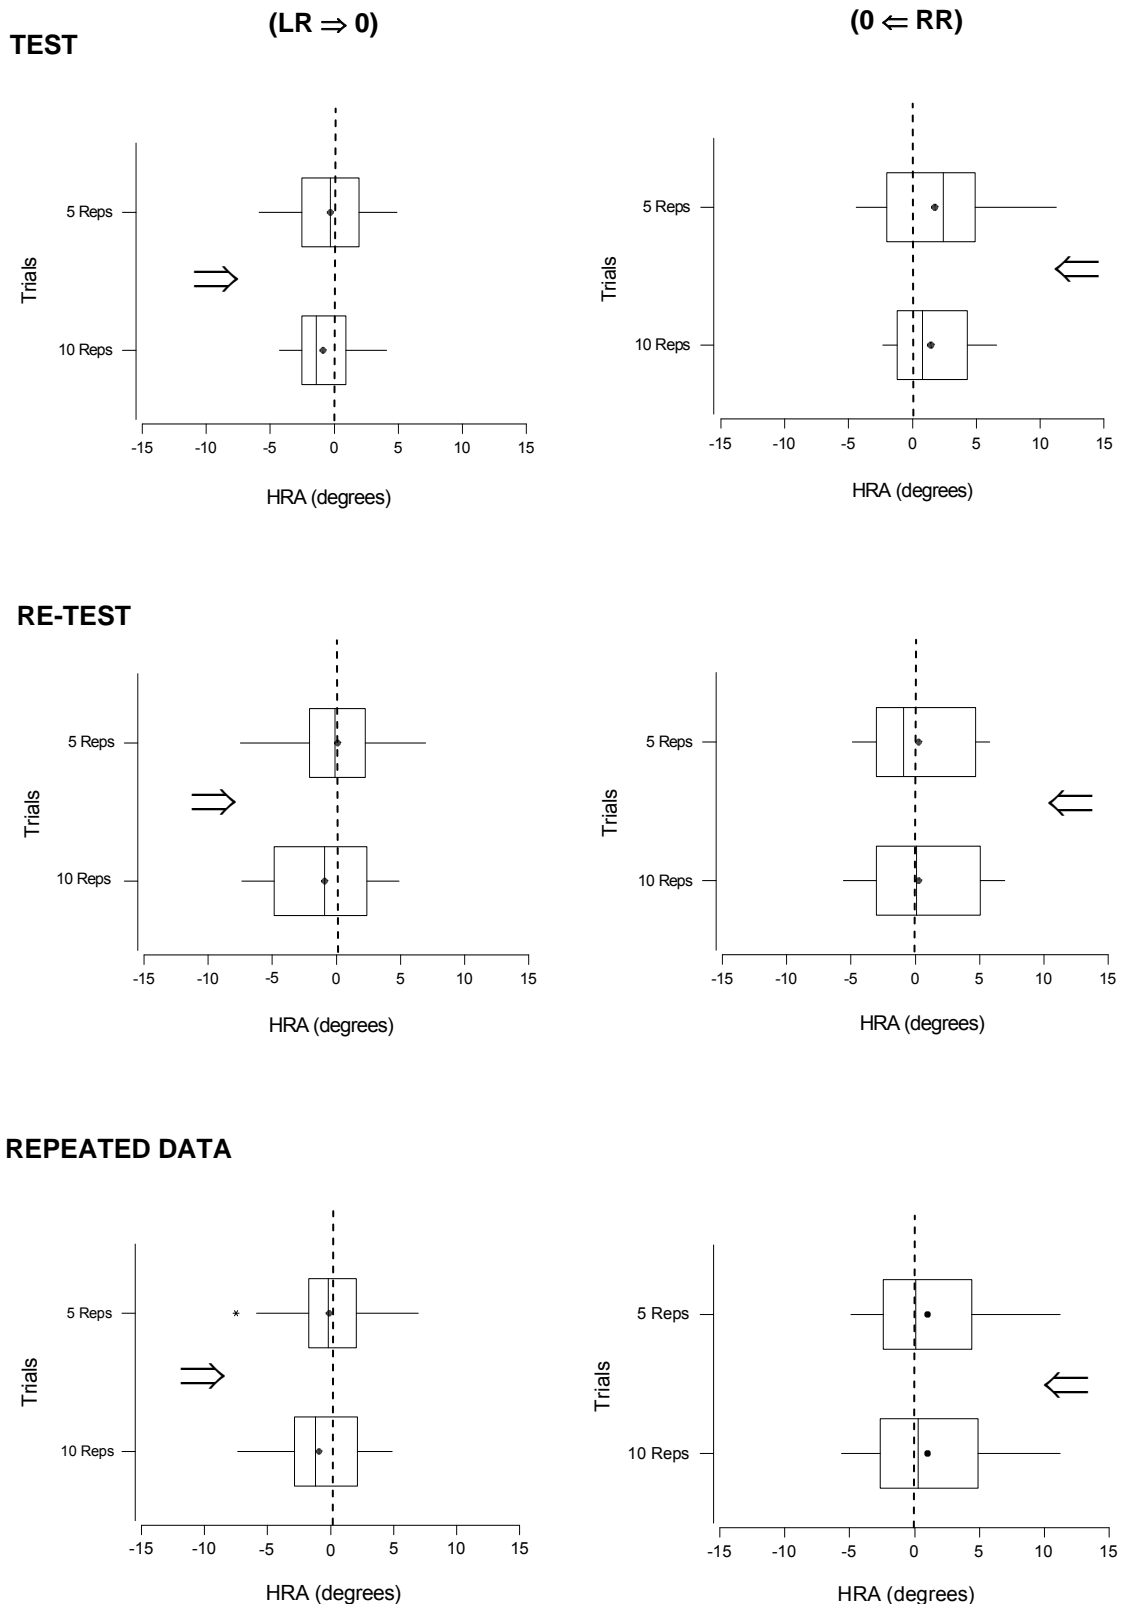 (LR ⇒ 0)
(0 ⇐ RR)
TEST
5 Reps
10 Reps
Trials
⇒
-15 -10 -5 0 5 10 15
HRA (degrees)
5 Reps
10 Reps
Trials
⇐
-15 -10 -5 0 5 10 15
HRA (degrees)
RE-TEST
5 Reps
10 Reps
Trials
⇒
-15 -10 -5 0 5 10 15
HRA (degrees)
5 Reps
10 Reps
Trials
⇐
-15 -10 -5 0 5 10 15
HRA (degrees)
REPEATED DATA
5 Reps
*
10 Reps
Trials
⇒
-15 -10 -5 0 5 10 15
HRA (degrees)
5 Reps
10 Reps
Trials
⇐
-15 -10 -5 0 5 10 15
HRA (degrees)